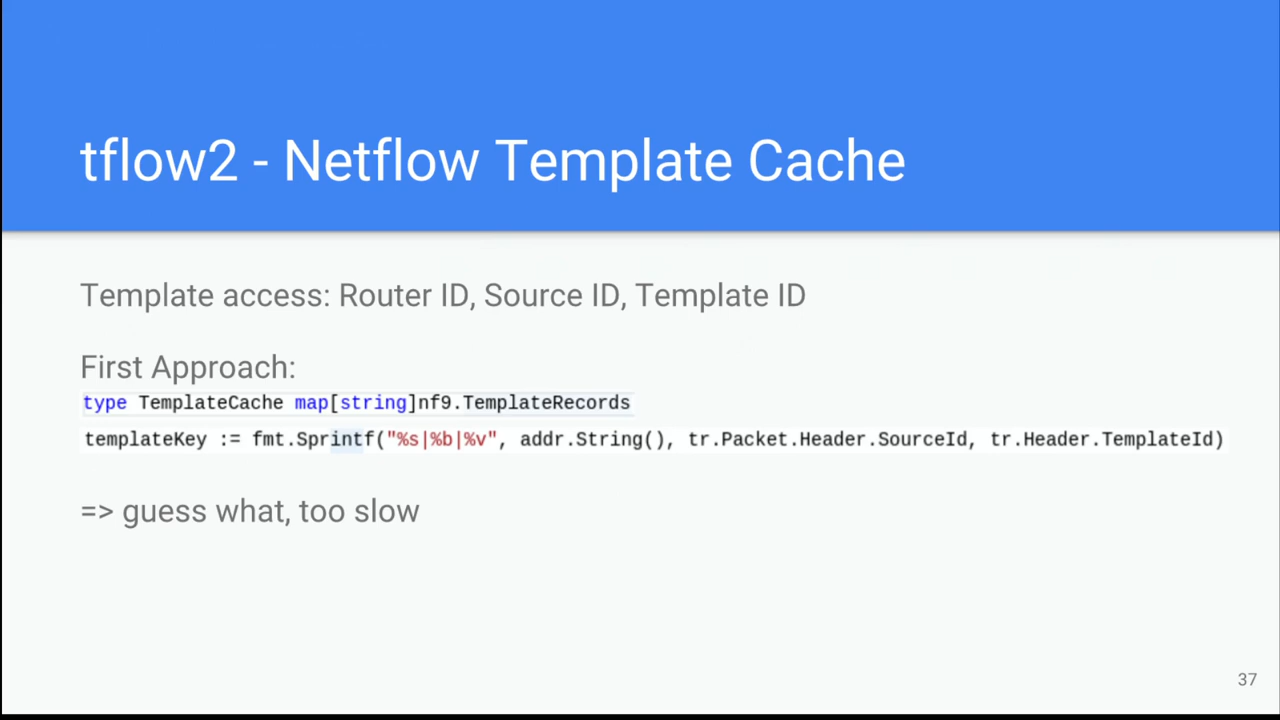 tflow2 - Netflow Template Cache
Template access: Router ID, Source ID, Template ID
First Approach:
type TemplateCache map[string]nf9.TemplateRecords
templateKey := fmt.Sprintf("%s|%b|%v", addr.String(), tr.Packet.Header.SourceId, tr.Header.TemplateId)
=> guess what, too slow
37